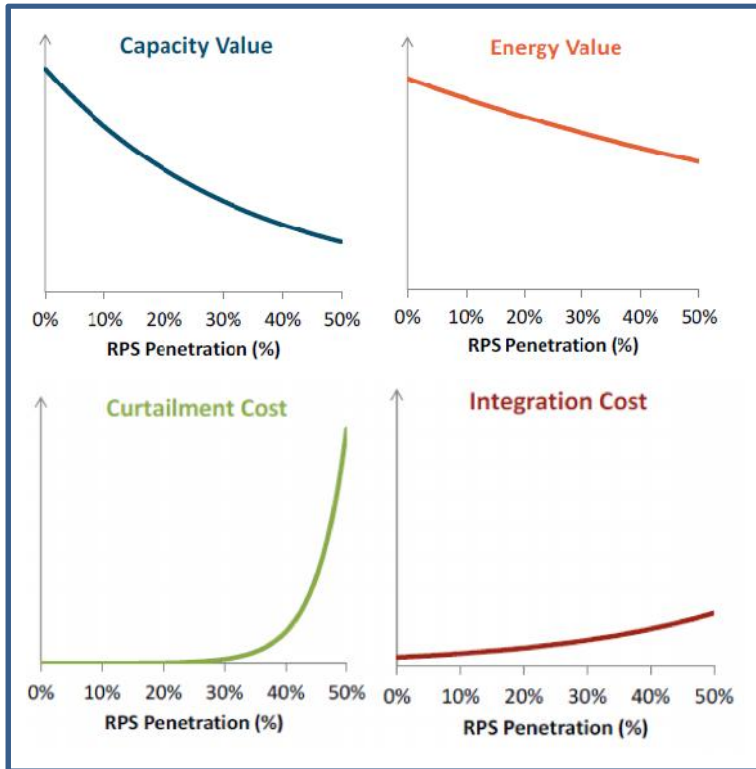 Capacity Value
0% 10% 20% 30% 40% 50%
RPS Penetration (%)
Energy Value
0% 10% 20% 30% 40% 50%
RPS Penetration (%)
Curtailment Cost
0% 10% 20% 30% 40% 50%
RPS Penetration (%)
Integration Cost
0% 10% 20% 30% 40% 50%
RPS Penetration (%)